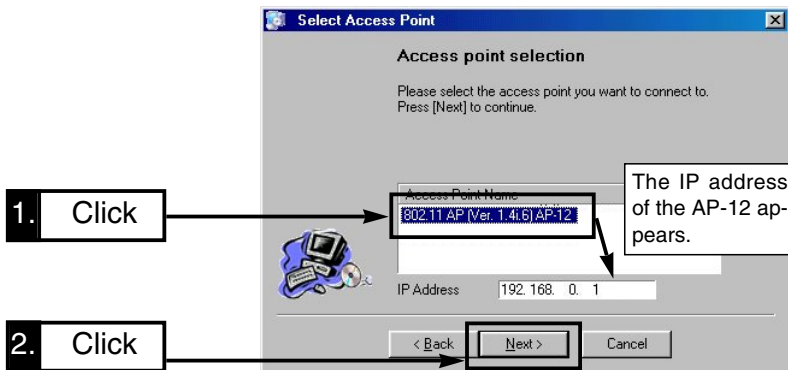 Select Access Point
Access point selection
Please select the access point you want to connect to.
Press [Next] to continue.
Access Point Name
802.11 AP (Ver. 1.4i.6) AP-12
The IP address
of the AP-12 ap-
pears.
1. Click
IP Address 192. 168. 0. 1
2. Click
< Back Next > Cancel